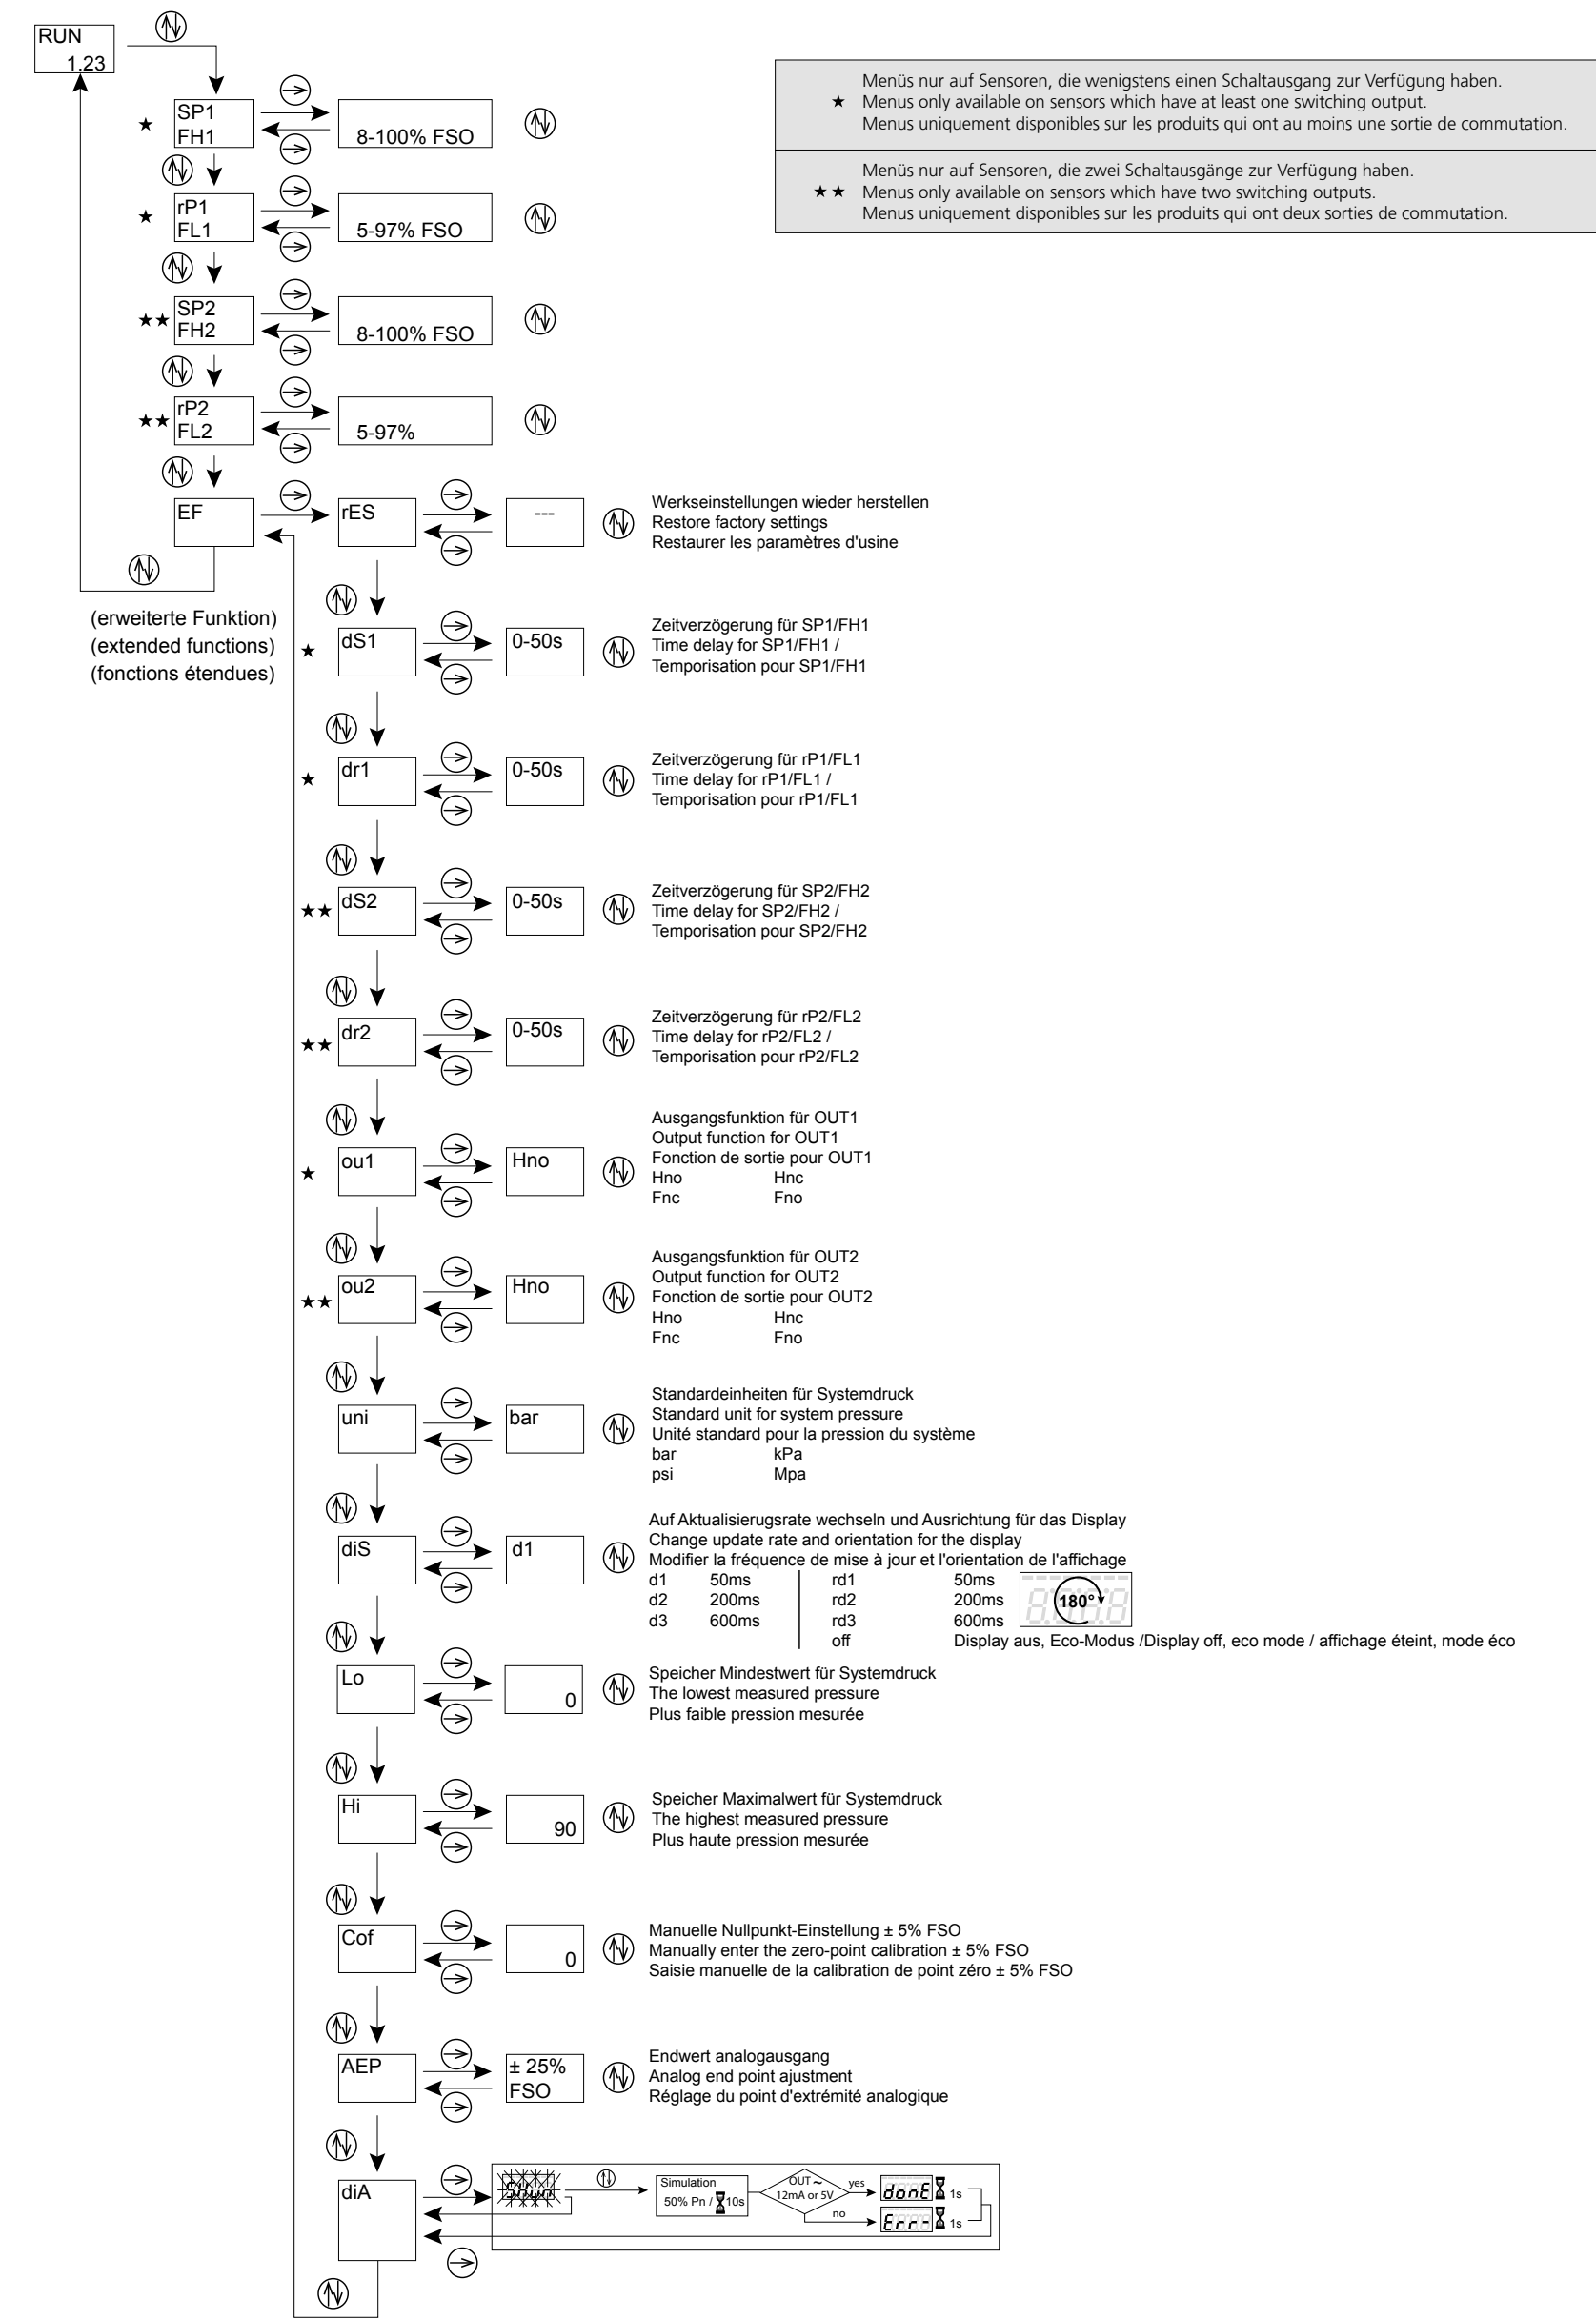 RUN
1.23
Menüs nur auf Sensoren, die wenigstens einen Schaltausgang zur Verfügung haben.
★ Menus only available on sensors which have at least one switching output.
Menus uniquement disponibles sur les produits qui ont au moins une sortie de commutation.
Menüs nur auf Sensoren, die zwei Schaltausgänge zur Verfügung haben.
★★ Menus only available on sensors which have two switching outputs.
Menus uniquement disponibles sur les produits qui ont deux sorties de commutation.
★ SP1
FH1
8-100% FSO
★ rP1
FL1
5-97% FSO
★★ SP2
FH2
8-100% FSO
★★ rP2
FL2
5-97%
EF
(erweiterte Funktion)
(extended functions)
(fonctions étendues)
rES
---
Werkseinstellungen wieder herstellen
Restore factory settings
Restaurer les paramètres d'usine
★ dS1
0-50s
Zeitverzögerung für SP1/FH1
Time delay for SP1/FH1 /
Temporisation pour SP1/FH1
★ dr1
0-50s
Zeitverzögerung für rP1/FL1
Time delay for rP1/FL1 /
Temporisation pour rP1/FL1
★★ dS2
0-50s
Zeitverzögerung für SP2/FH2
Time delay for SP2/FH2 /
Temporisation pour SP2/FH2
★★ dr2
0-50s
Zeitverzögerung für rP2/FL2
Time delay for rP2/FL2 /
Temporisation pour rP2/FL2
★ ou1
Hno
Ausgangsfunktion für OUT1
Output function for OUT1
Fonction de sortie pour OUT1
Hno Hnc
Fnc Fno
★★ ou2
Hno
Ausgangsfunktion für OUT2
Output function for OUT2
Fonction de sortie pour OUT2
Hno Hnc
Fnc Fno
uni
bar
Standardeinheiten für Systemdruck
Standard unit for system pressure
Unité standard pour la pression du système
bar kPa
psi Mpa
diS
d1
Auf Aktualisierugsrate wechseln und Ausrichtung für das Display
Change update rate and orientation for the display
Modifier la fréquence de mise à jour et l'orientation de l'affichage
d1 50ms rd1 50ms
d2 200ms rd2 200ms
d3 600ms rd3 600ms
180°
off Display aus, Eco-Modus /Display off, eco mode / affichage éteint, mode éco
Lo
0
Speicher Mindestwert für Systemdruck
The lowest measured pressure
Plus faible pression mesurée
Hi
90
Speicher Maximalwert für Systemdruck
The highest measured pressure
Plus haute pression mesurée
Cof
0
Manuelle Nullpunkt-Einstellung ± 5% FSO
Manually enter the zero-point calibration ± 5% FSO
Saisie manuelle de la calibration de point zéro ± 5% FSO
AEP
± 25%
FSO
Endwert analogausgang
Analog end point ajustment
Réglage du point d'extrémité analogique
diA
Simulation
50% Pn / 10s
OUT ~
12mA or 5V
yes
donE 1s
no
Err- 1s